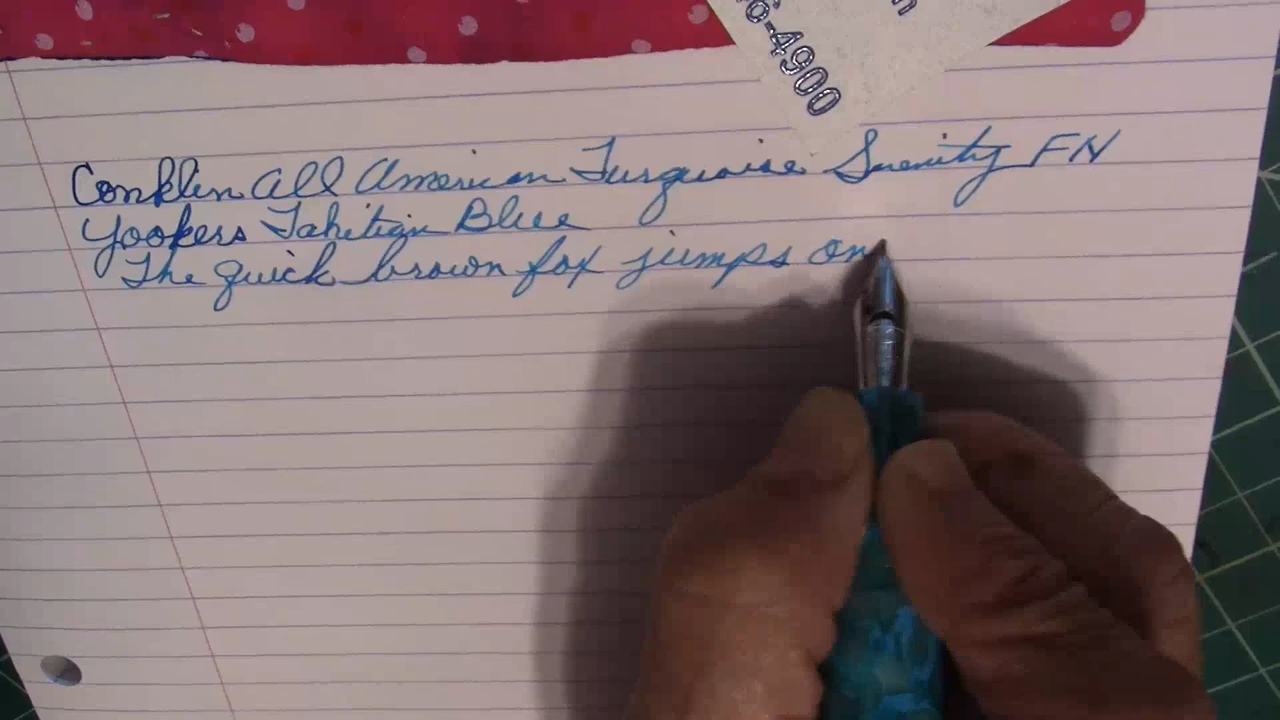 6-4900
Conklin All American Turquoise Serenity FN
Yookers Tahitian Blue
The quick brown fox jumps on